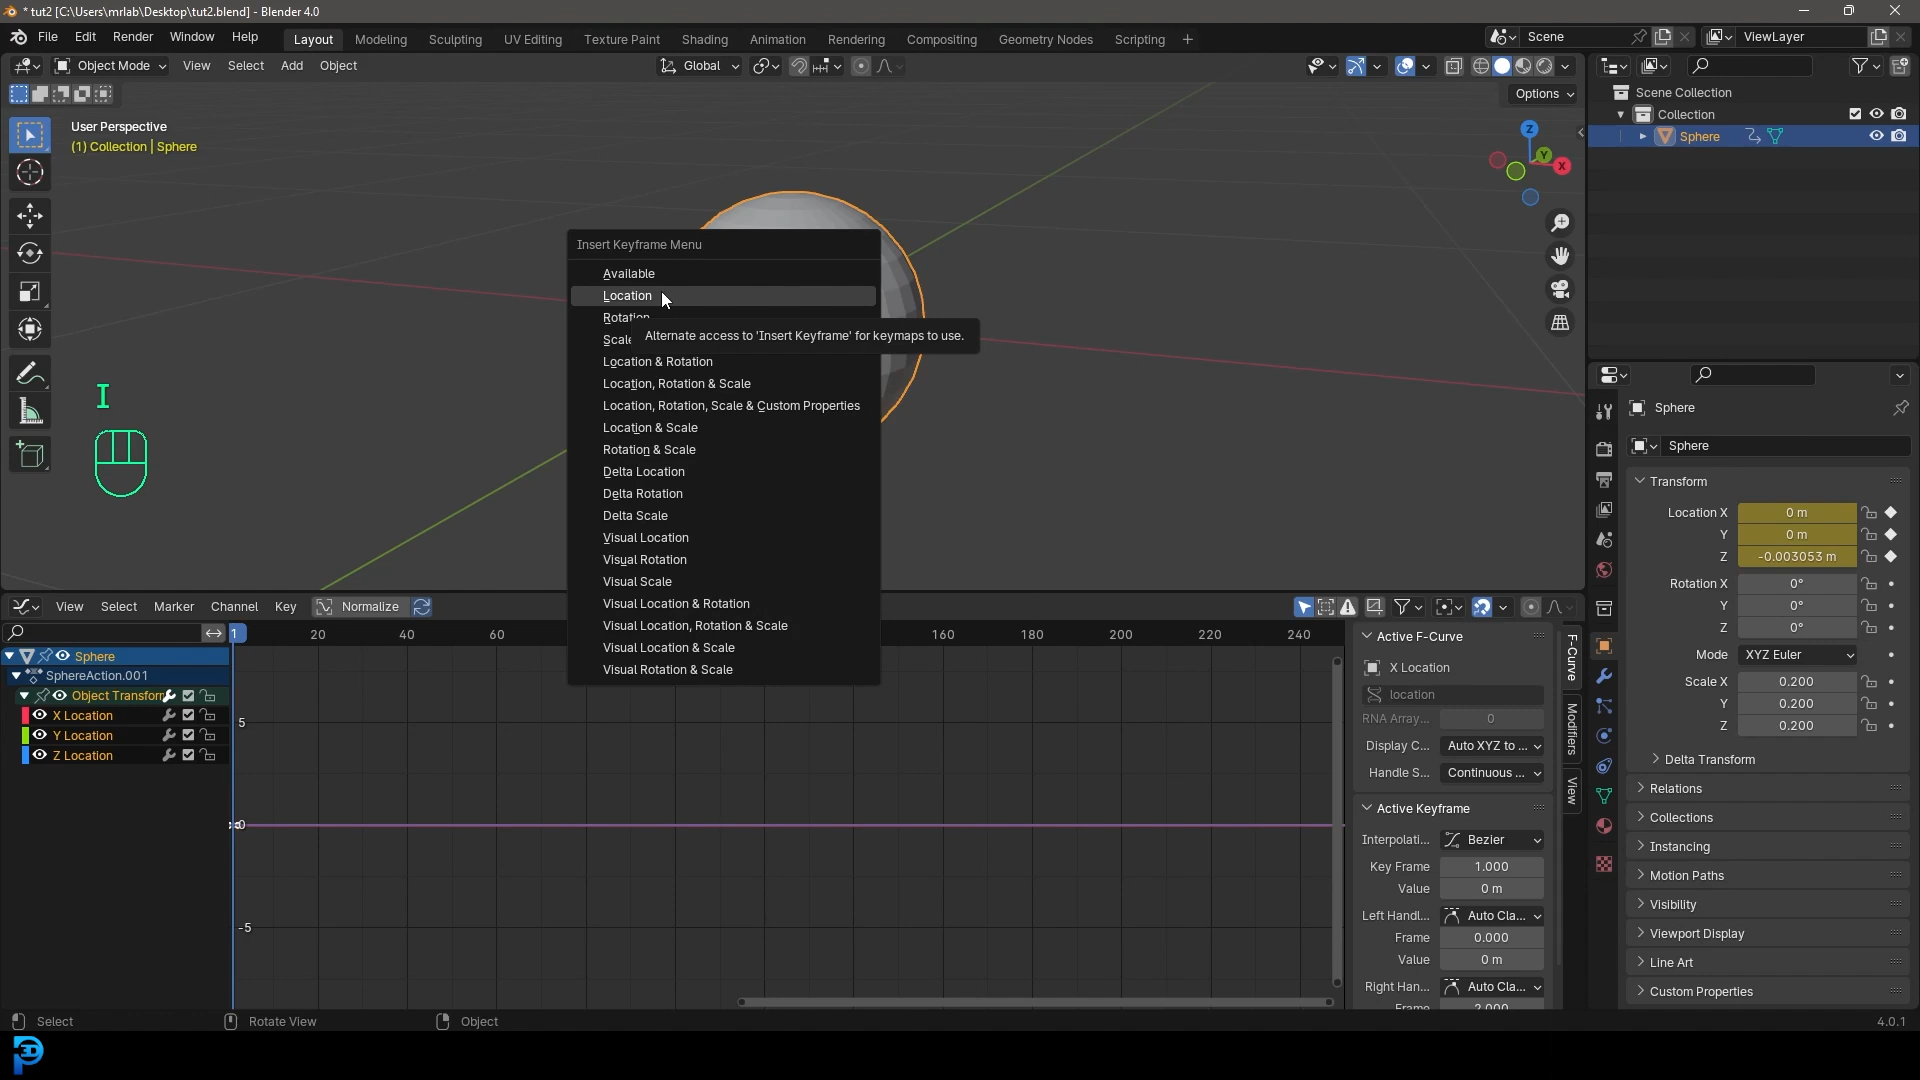 * tut2 [C:\Users\mrlab\Desktop\tut2.blend] - Blender 4.0
File Edit Render Window Help
Layout Modeling Sculpting UV Editing Texture Paint Shading Animation Rendering Compositing Geometry Nodes Scripting +
Scene
ViewLayer
Object Mode View Select Add Object
Global
Options
User Perspective
(1) Collection | Sphere
Z
Y
X
Scene Collection
Collection
Sphere
Insert Keyframe Menu
Available
Location
Rotation
Scale
Alternate access to 'Insert Keyframe' for keymaps to use.
Location & Rotation
Location, Rotation & Scale
Location, Rotation, Scale & Custom Properties
Location & Scale
Rotation & Scale
Delta Location
Delta Rotation
Delta Scale
Visual Location
Visual Rotation
Visual Scale
Visual Location & Rotation
Visual Location, Rotation & Scale
Visual Location & Scale
Visual Rotation & Scale
I
Sphere
Sphere
Transform
Location X 0 m
Y 0 m
Z -0.003053 m
Rotation X 0°
Y 0°
Z 0°
Mode XYZ Euler
Scale X 0.200
Y 0.200
Z 0.200
Delta Transform
Relations
Collections
Instancing
Motion Paths
Visibility
Viewport Display
Line Art
Custom Properties
View Select Marker Channel Key Normalize
1 20 40 60 160 180 200 220 240
Sphere
SphereAction.001
Object Transforr
X Location
Y Location
Z Location
5
0
-5
Active F-Curve
X Location
location
RNA Array... 0
Display C... Auto XYZ to ...
Handle S... Continuous ...
Active Keyframe
Interpolati... Bezier
Key Frame 1.000
Value 0 m
Left Handl... Auto Cla...
Frame 0.000
Value 0 m
Right Han... Auto Cla...
Frame 2.000
F-Curve
Modifiers
View
Select Rotate View Object
4.0.1